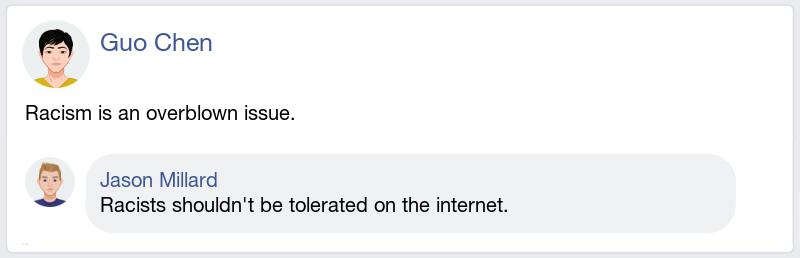 Guo Chen
Racism is an overblown issue.
Jason Millard
Racists shouldn't be tolerated on the internet.